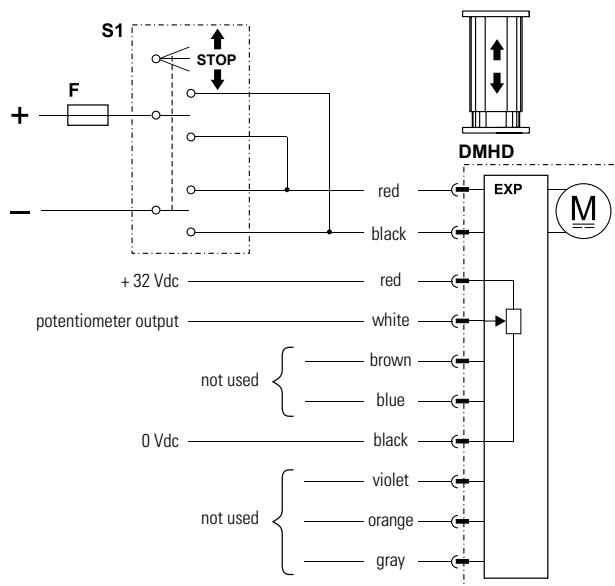 S1
STOP
F
+
–
DMHD
red
EXP
M
black
+ 32 Vdc
red
potentiometer output
white
brown
not used
blue
0 Vdc
black
violet
not used
orange
gray